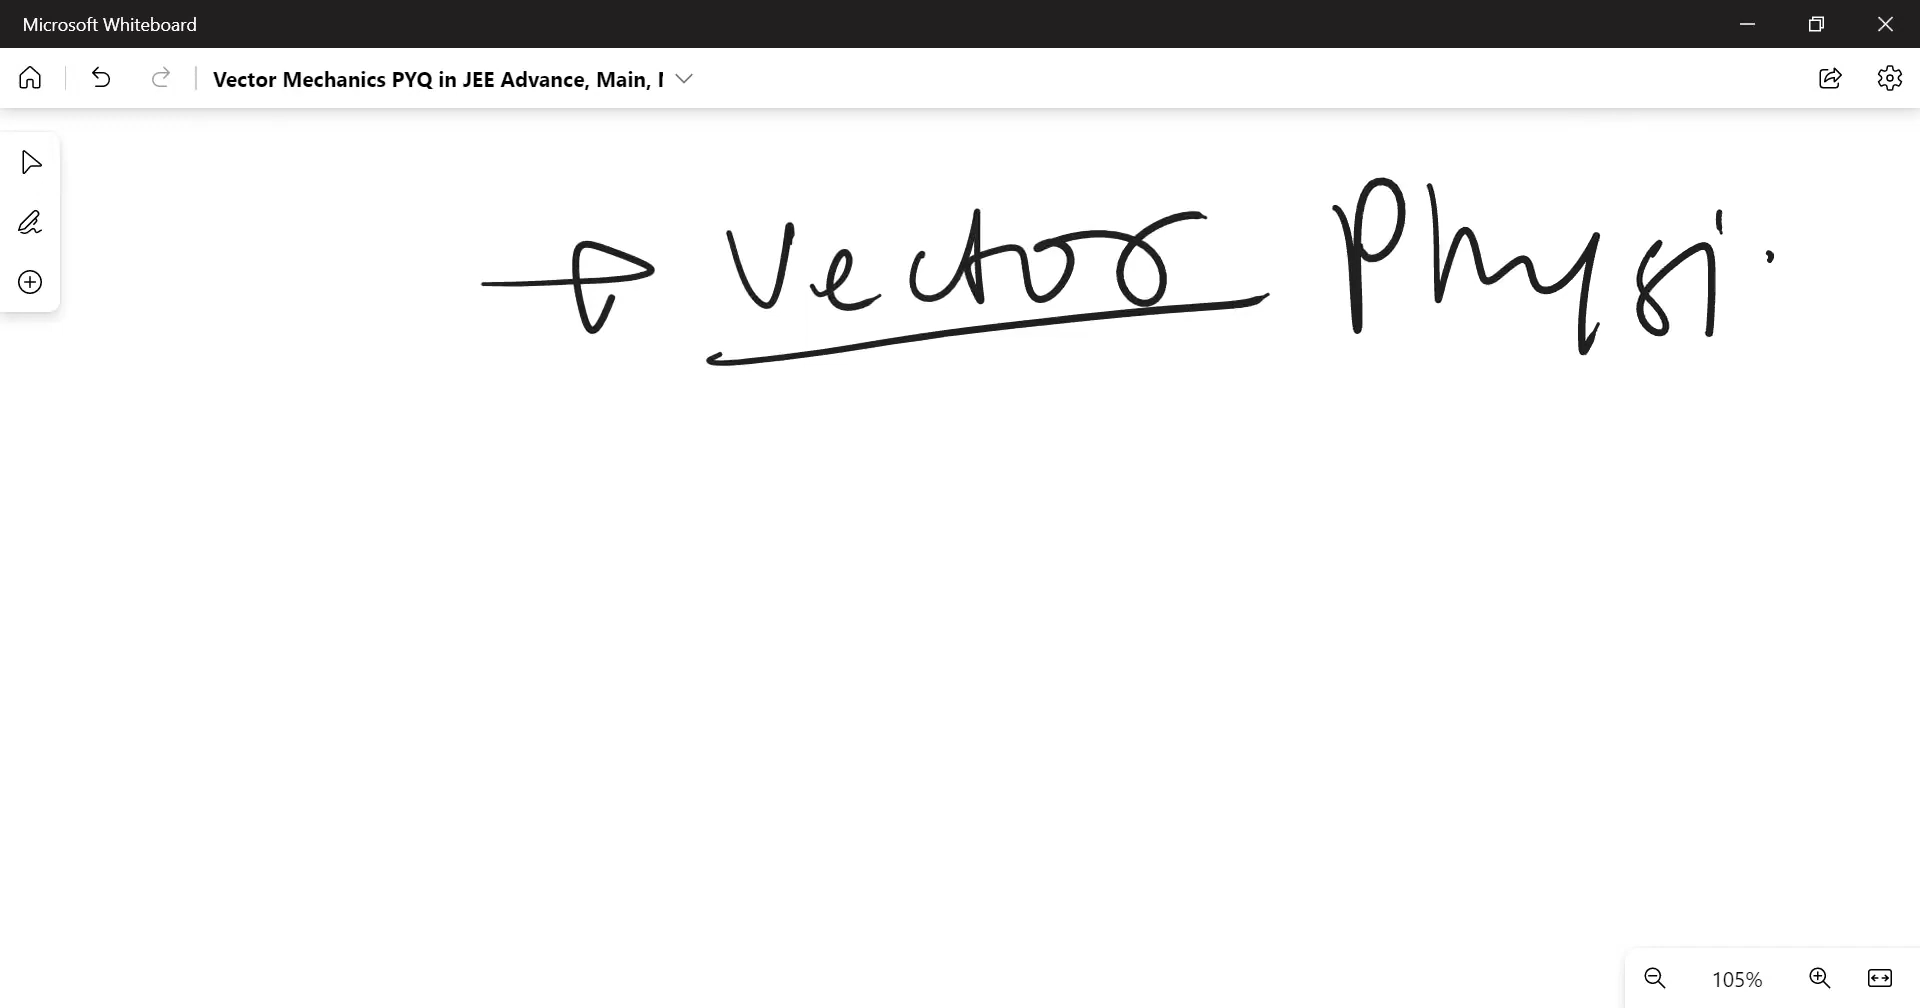 Microsoft Whiteboard
Vector Mechanics PYQ in JEE Advance, Main,
→ Vector Physi.
105%